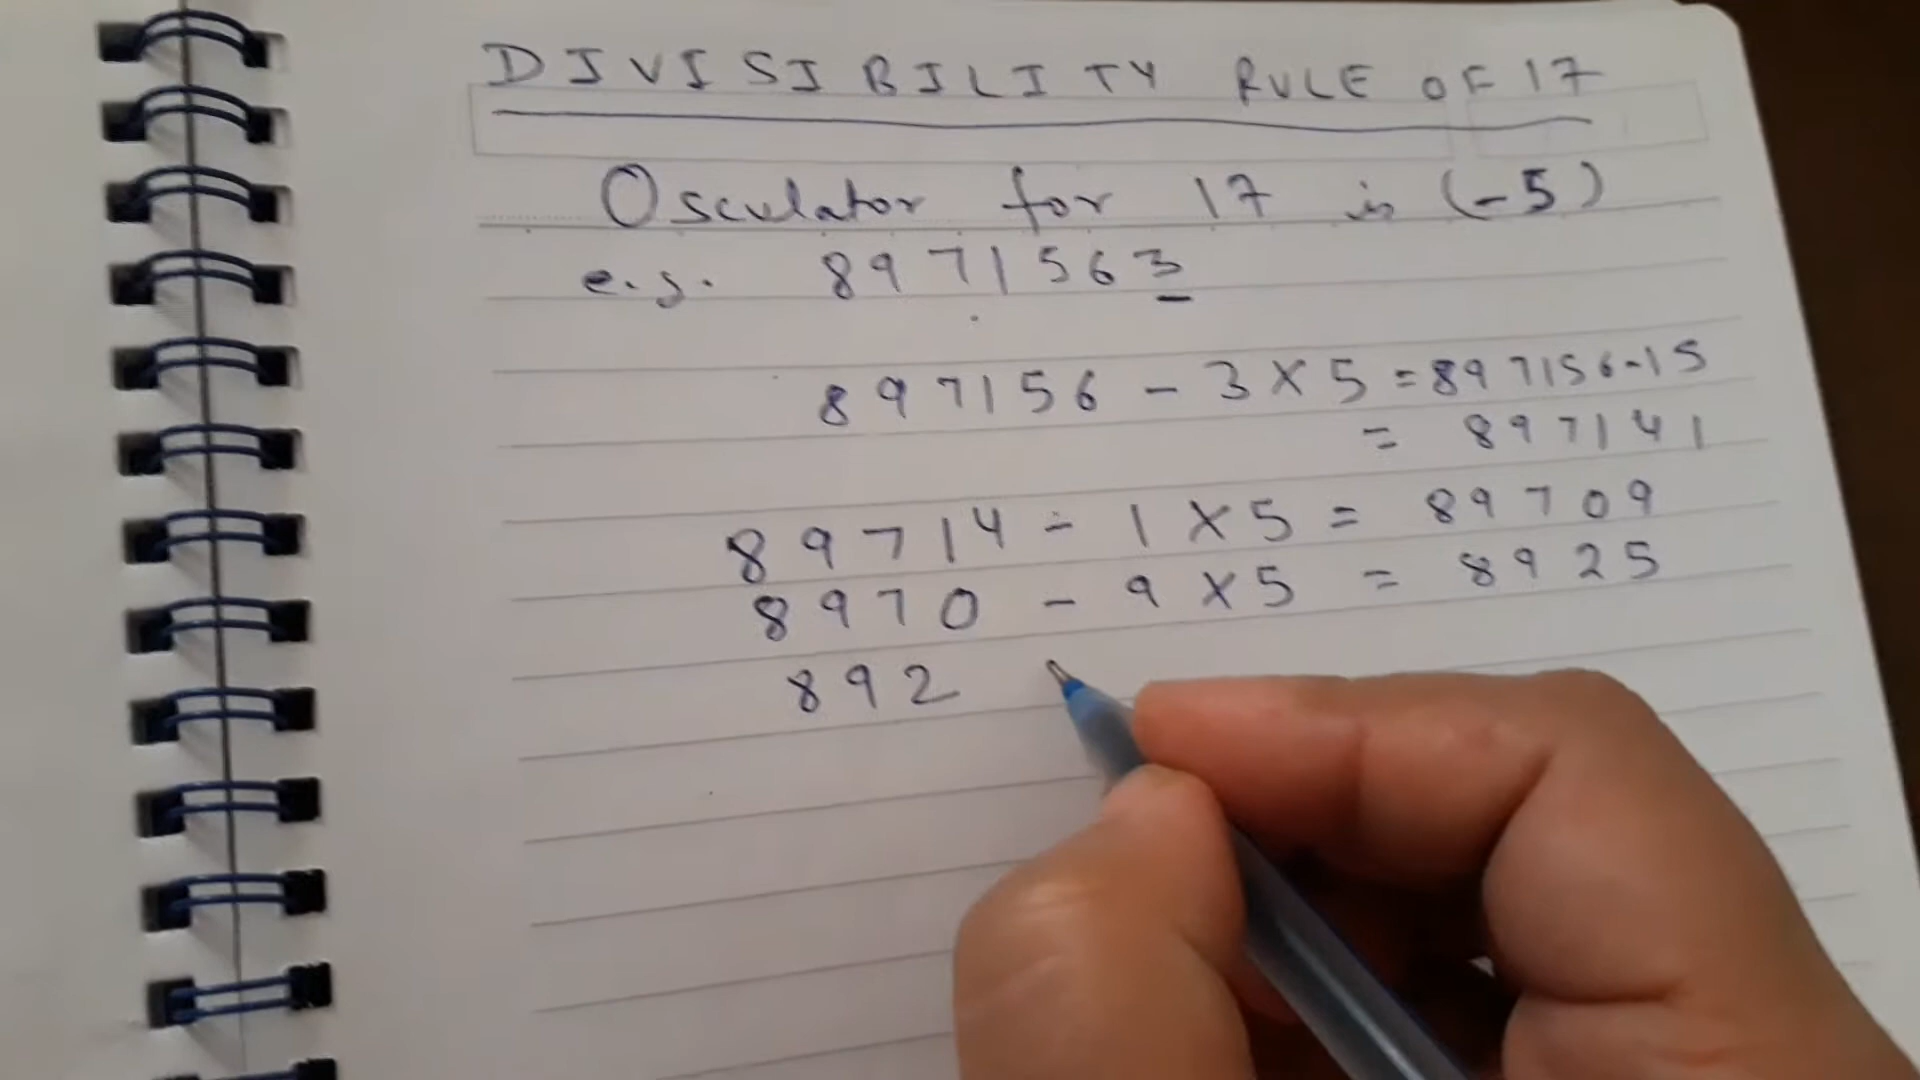 DIVISIBILITY RULE OF 17
Osculator for 17 is (-5)
e.g. 8971563
897156 - 3 X 5 = 897156-15
= 897141
89714 - 1 X 5 = 89709
8970 - 9 X 5 = 8925
892